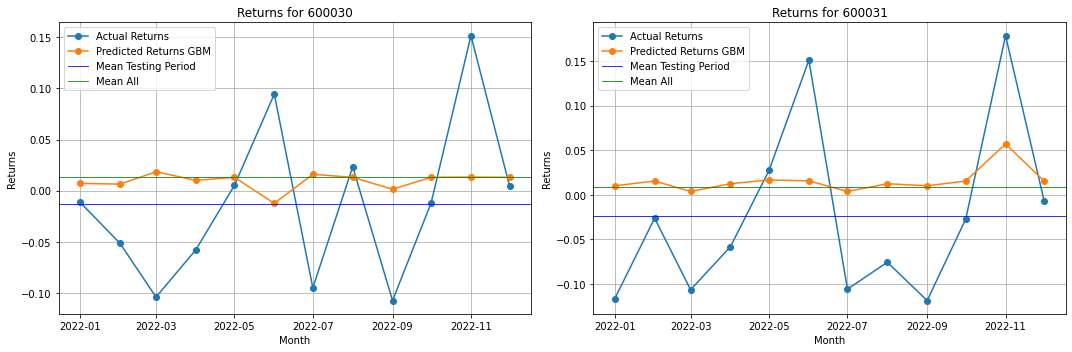 Returns for 600030
Actual Returns
Predicted Returns GBM
Mean Testing Period
Mean All
0.15
0.10
0.05
0.00
−0.05
−0.10
Returns
2022-01
2022-03
2022-05
2022-07
2022-09
2022-11
Month
Returns for 600031
Actual Returns
Predicted Returns GBM
Mean Testing Period
Mean All
0.15
0.10
0.05
0.00
−0.05
−0.10
Returns
2022-01
2022-03
2022-05
2022-07
2022-09
2022-11
Month